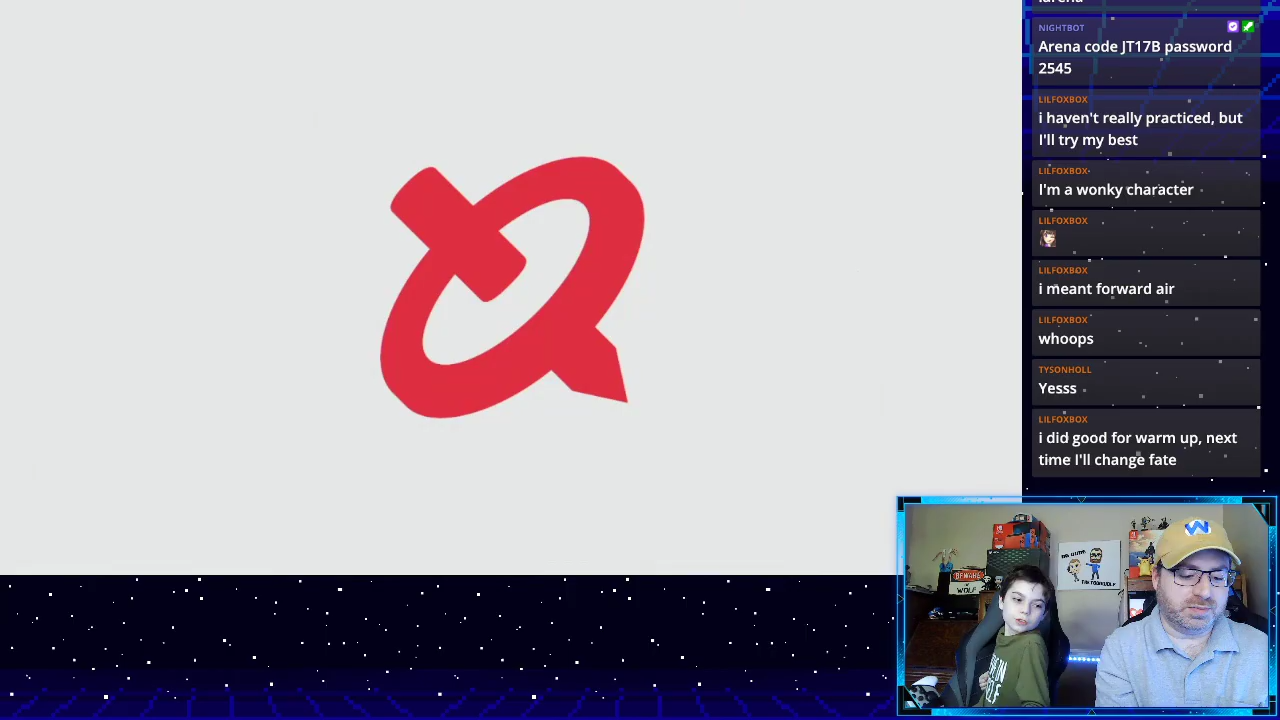 NIGHTBOT
Arena code JT17B password
2545
LILFOXBOX
i haven't really practiced, but
I'll try my best
LILFOXBOX
I'm a wonky character
LILFOXBOX
LILFOXBOX
i meant forward air
LILFOXBOX
whoops
TYSONHOLL
Yesss
LILFOXBOX
i did good for warm up, next
time I'll change fate
BEWARE
WOLF